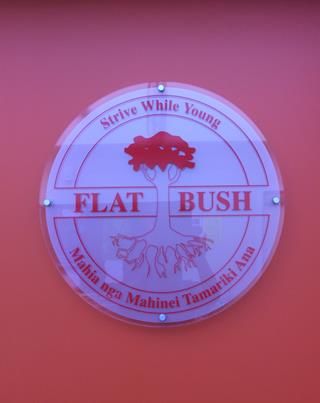 Strive While Young
FLAT BUSH
Mahia nga Mahinei Tamariki Ana